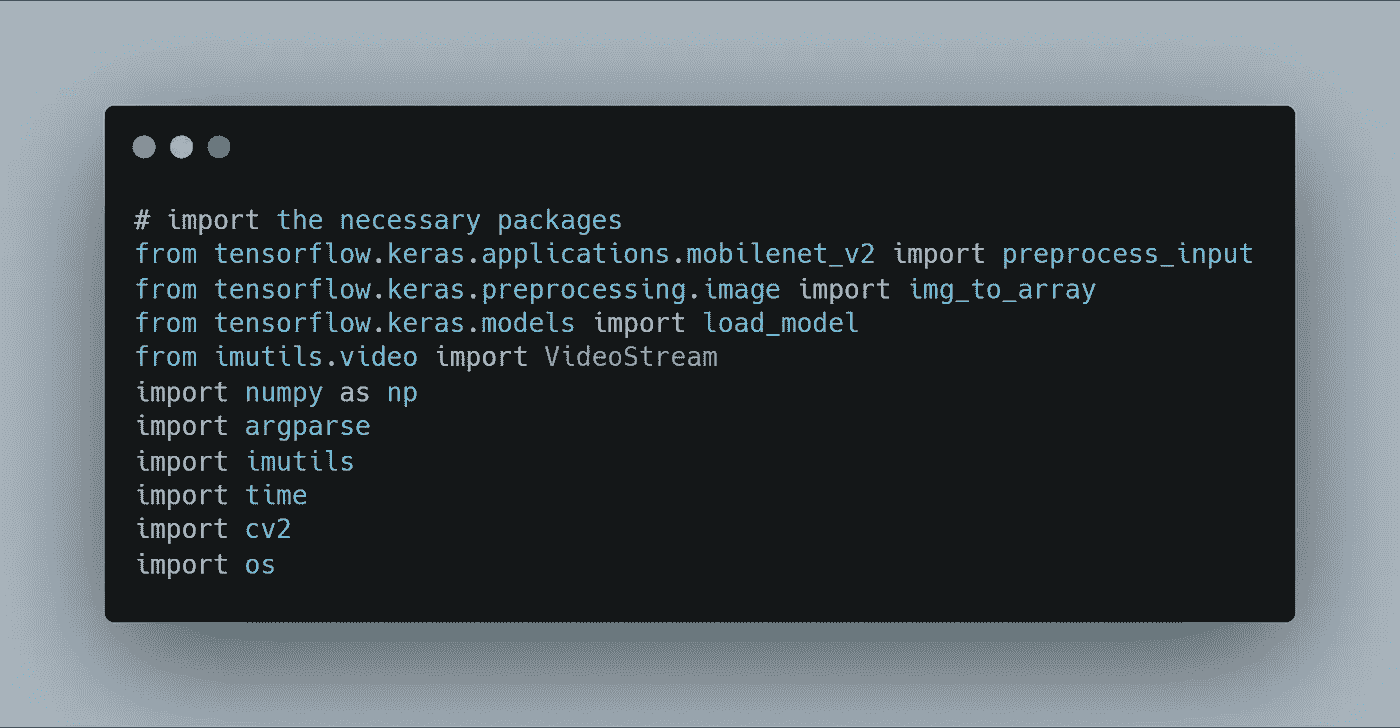 # import the necessary packages
from tensorflow.keras.applications.mobilenet_v2 import preprocess_input
from tensorflow.keras.preprocessing.image import img_to_array
from tensorflow.keras.models import load_model
from imutils.video import VideoStream
import numpy as np
import argparse
import imutils
import time
import cv2
import os